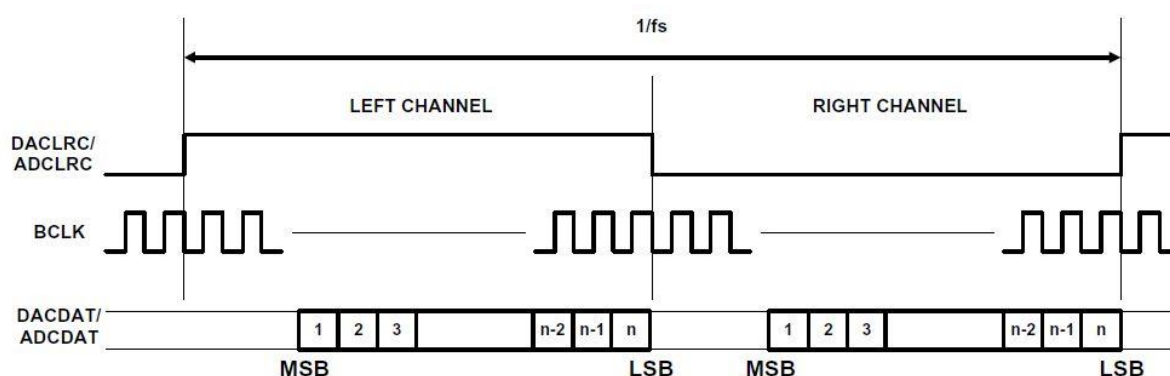 1/fs
LEFT CHANNEL RIGHT CHANNEL
DACLRC/
ADCLRC
BCLK
DACDAT/
ADCDAT
1 2 3 n-2 n-1 n 1 2 3 n-2 n-1 n
MSB LSB MSB LSB